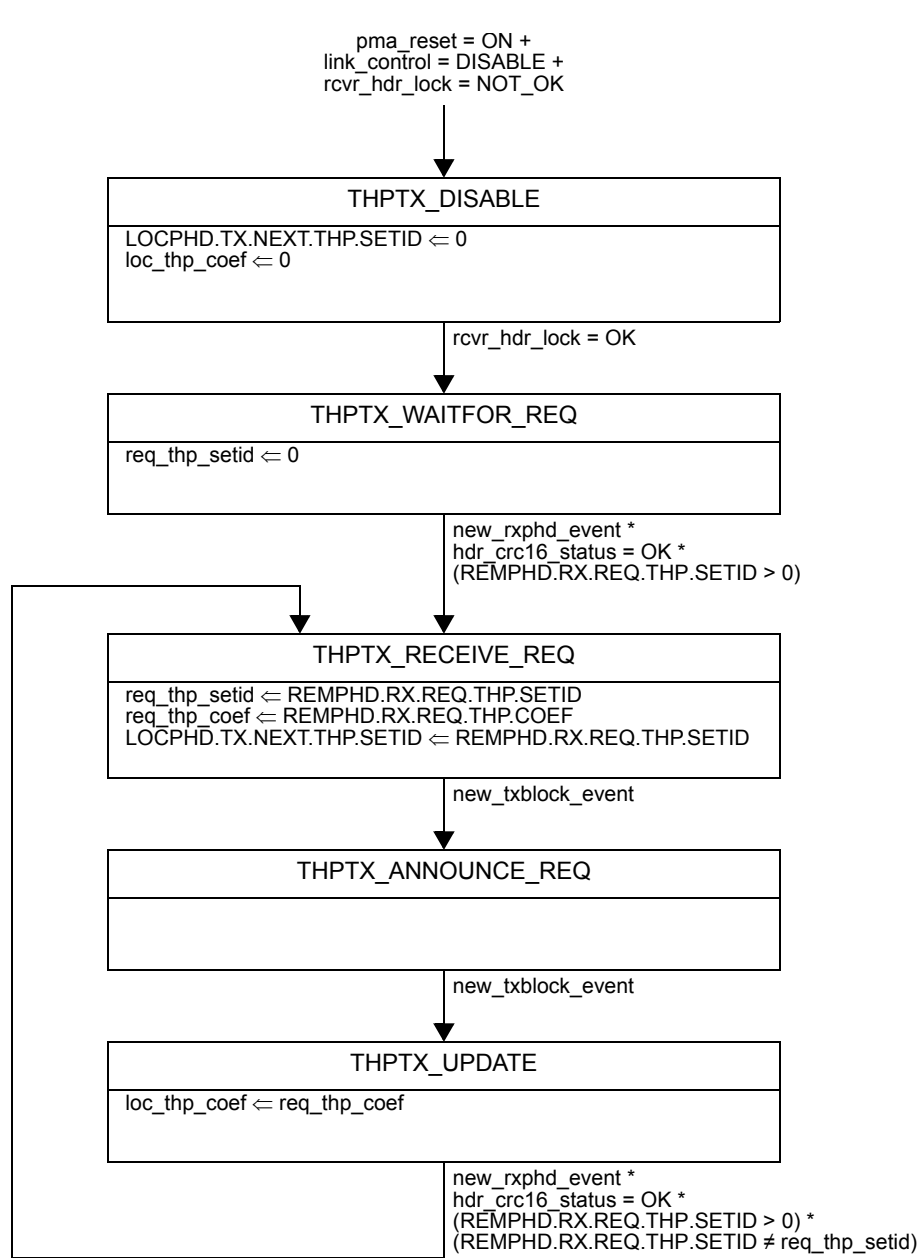 pma_reset = ON +
link_control = DISABLE +
rcvr_hdr_lock = NOT_OK
THPTX_DISABLE
LOCPHD.TX.NEXT.THP.SETID ⇐ 0
loc_thp_coef ⇐ 0
rcvr_hdr_lock = OK
THPTX_WAITFOR_REQ
req_thp_setid ⇐ 0
new_rxphd_event *
hdr_crc16_status = OK *
(REMPHD.RX.REQ.THP.SETID > 0)
THPTX_RECEIVE_REQ
req_thp_setid ⇐ REMPHD.RX.REQ.THP.SETID
req_thp_coef ⇐ REMPHD.RX.REQ.THP.COEF
LOCPHD.TX.NEXT.THP.SETID ⇐ REMPHD.RX.REQ.THP.SETID
new_txblock_event
THPTX_ANNOUNCE_REQ
new_txblock_event
THPTX_UPDATE
loc_thp_coef ⇐ req_thp_coef
new_rxphd_event *
hdr_crc16_status = OK *
(REMPHD.RX.REQ.THP.SETID > 0) *
(REMPHD.RX.REQ.THP.SETID ≠ req_thp_setid)